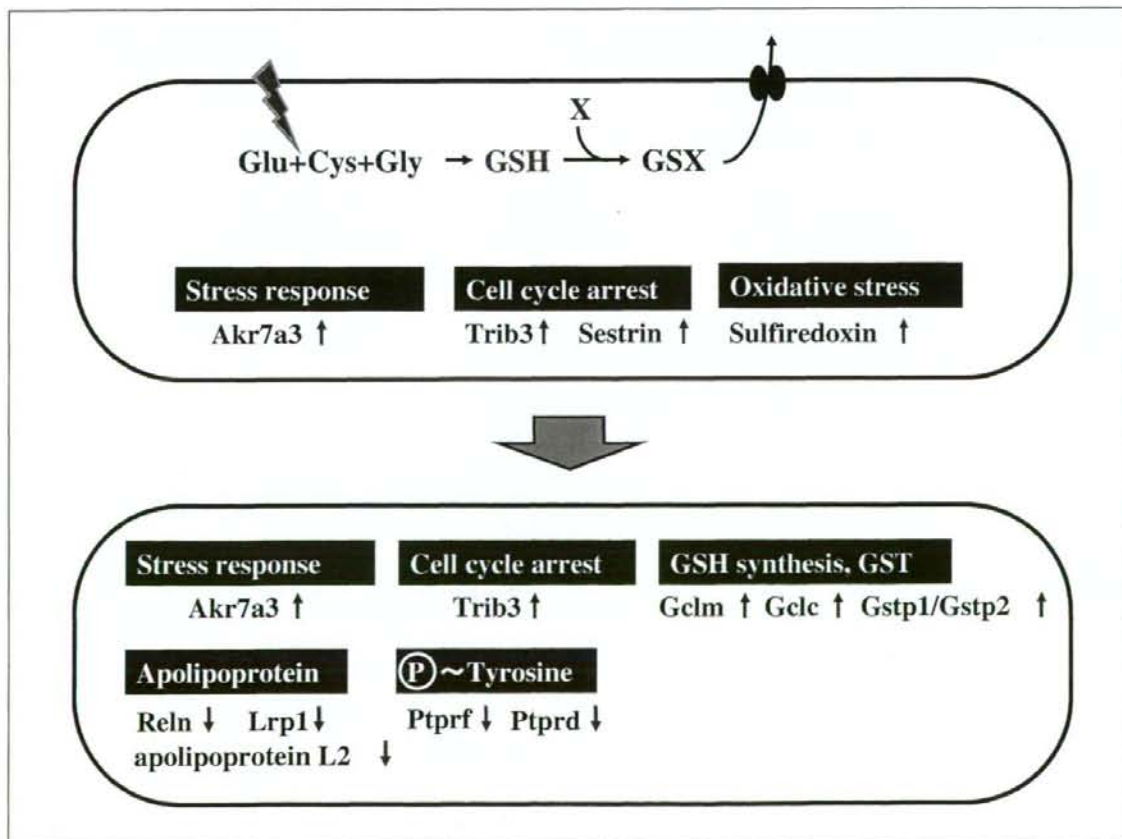 X
Glu+Cys+Gly → GSH → GSX
Stress response Cell cycle arrest Oxidative stress
Akr7a3 ↑ Trib3 ↑ Sestrin ↑ Sulfiredoxin ↑
Stress response Cell cycle arrest GSH synthesis, GST
Akr7a3 ↑ Trib3 ↑ Gclm ↑ Gclc ↑ Gstp1/Gstp2 ↑
Apolipoprotein Ⓟ~Tyrosine
Reln ↓ Lrp1 ↓ Ptprf ↓ Ptprd ↓
apolipoprotein L2 ↓